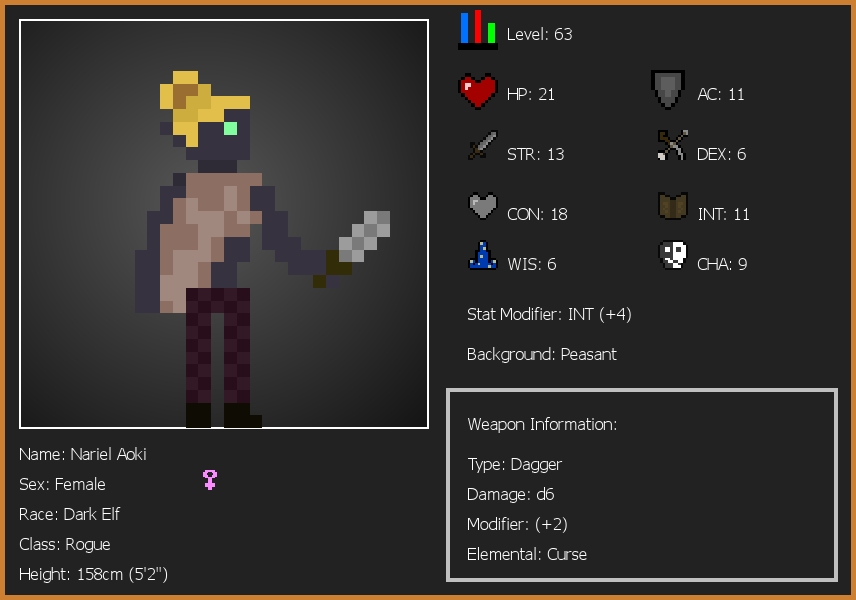 Level: 63
HP: 21
AC: 11
STR: 13
DEX: 6
CON: 18
INT: 11
WIS: 6
CHA: 9
Stat Modifier: INT (+4)
Background: Peasant
Weapon Information:
Type: Dagger
Damage: d6
Modifier: (+2)
Elemental: Curse
Name: Nariel Aoki
Sex: Female
Race: Dark Elf
Class: Rogue
Height: 158cm (5'2")